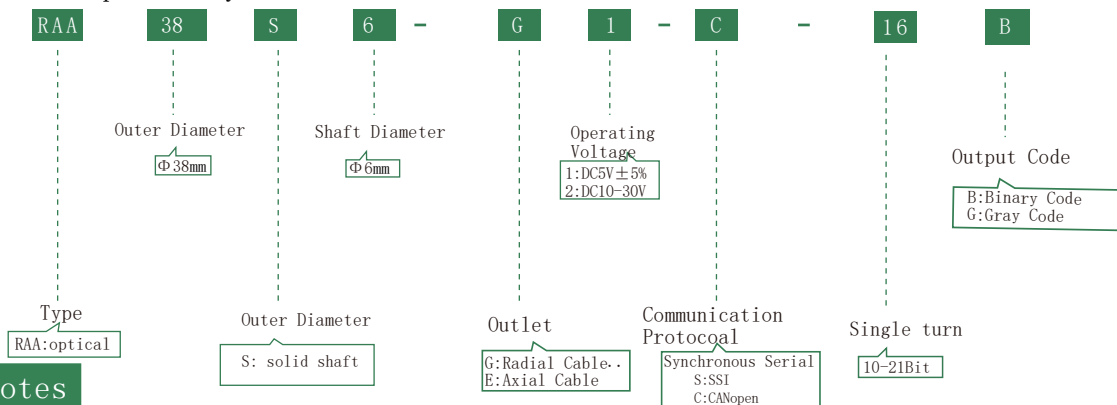 RAA 38 S 6 - G 1 - C - 16 B
Outer Diameter
Φ38mm
Shaft Diameter
Φ6mm
Operating
Voltage
1:DC5V±5%
2:DC10-30V
Output Code
B:Binary Code
G:Gray Code
Type
RAA:optical
Outer Diameter
S: solid shaft
Outlet
G:Radial Cable..
E:Axial Cable
Communication
Protocoal
Synchronous Serial
S:SSI
C:CANopen
Single turn
10-21Bit
otes